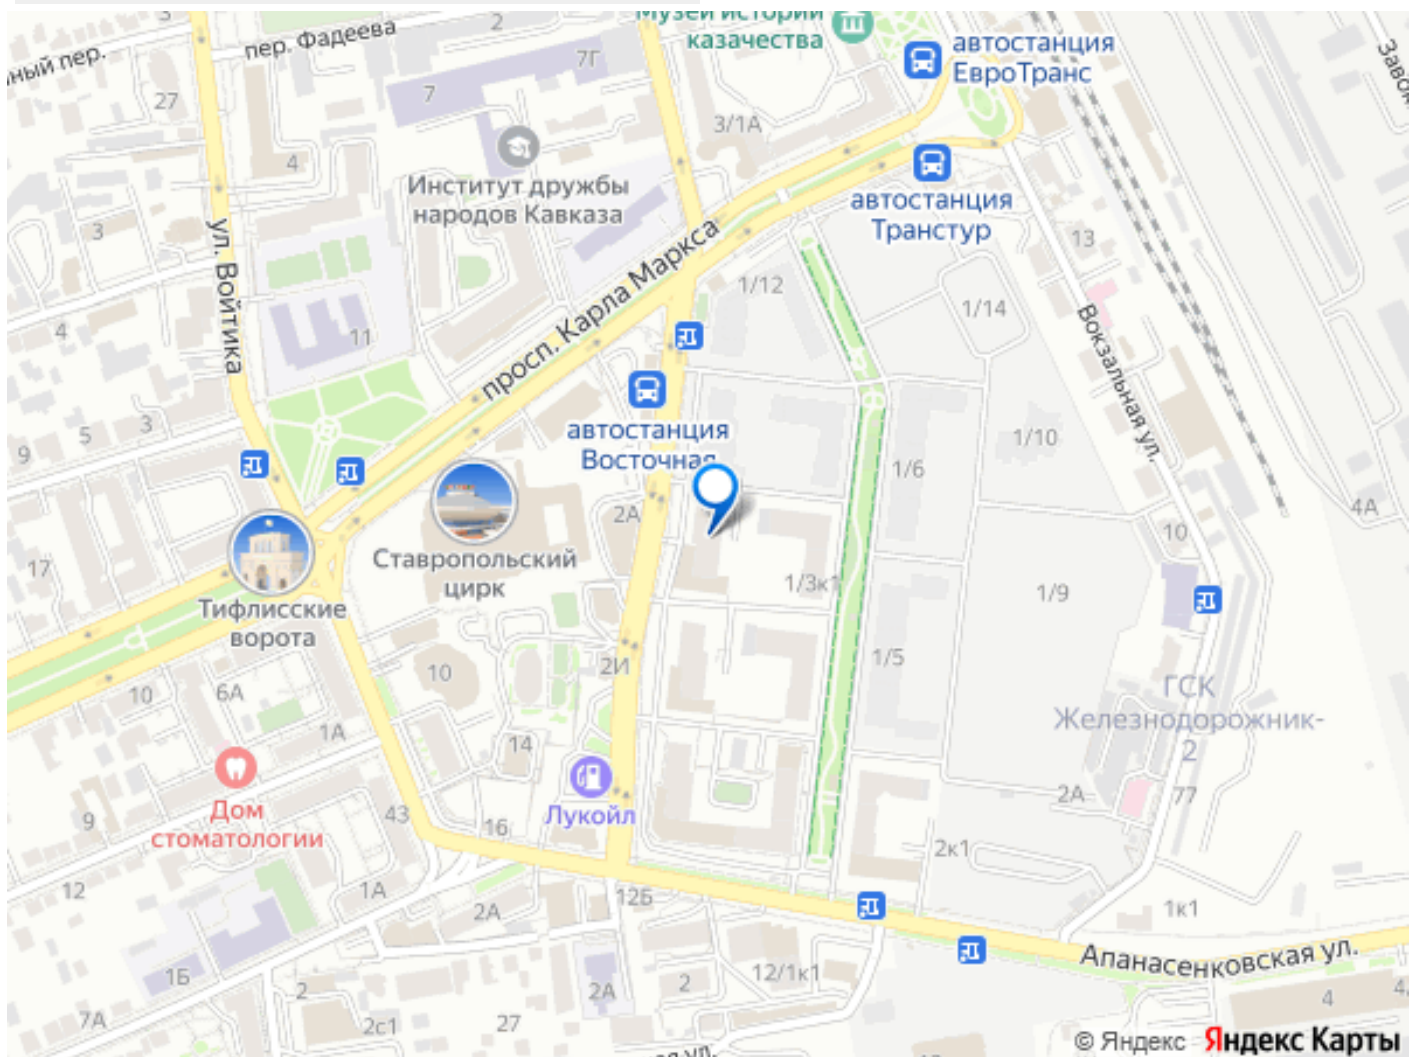 Музей истории
казачества
автостанция
ЕвроТранс
пер. Фадеева
2
ный пер.
7Г
7
27
3/1А
4
Институт дружбы
народов Кавказа
автостанция
Транстур
ул. Войтика
3
13
просп. Карла Маркса
1/12
1/14
4
11
Вокзальная ул.
автостанция
Восточная
3
5
9
1/10
1/6
2А
4А
10
17
Ставропольский
цирк
Тифлисские
ворота
1/3к1
1/9
2И
1/5
10
10
6А
1А
ГСК
Железнодорожник-
2
14
Дом
стоматологии
Лукойл
2А
77
9
43
16
2к1
12
1А
2А
12Б
1к1
Апанасенковская ул.
1Б
2
2А
2
12/1к1
4
7А
2с1
27
© Яндекс Яндекс Карты